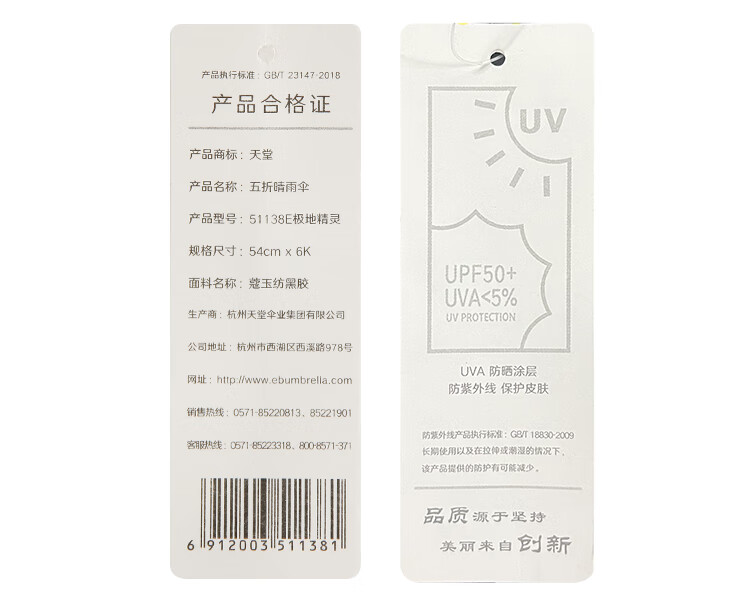 产品执行标准：GB/T 23147-2018
产品合格证
产品商标：天堂
产品名称：五折晴雨伞
产品型号：51138E极地精灵
规格尺寸：54cm x 6K
面料名称：蔻玉纺黑胶
生产商：杭州天堂伞业集团有限公司
公司地址：杭州市西湖区西溪路978号
网址：http://www.ebumbrella.com
销售热线：0571-85220813、85221901
客服热线：0571-85223318、800-8571-371
6 912003 511381
UV
UPF50+
UVA<5%
UV PROTECTION
UVA 防晒涂层
防紫外线 保护皮肤
防紫外线产品执行标准：GB/T 18830-2009
长期使用以及在拉伸或潮湿的情况下、
该产品提供的防护有可能减少。
品质源于坚持
美丽来自创新